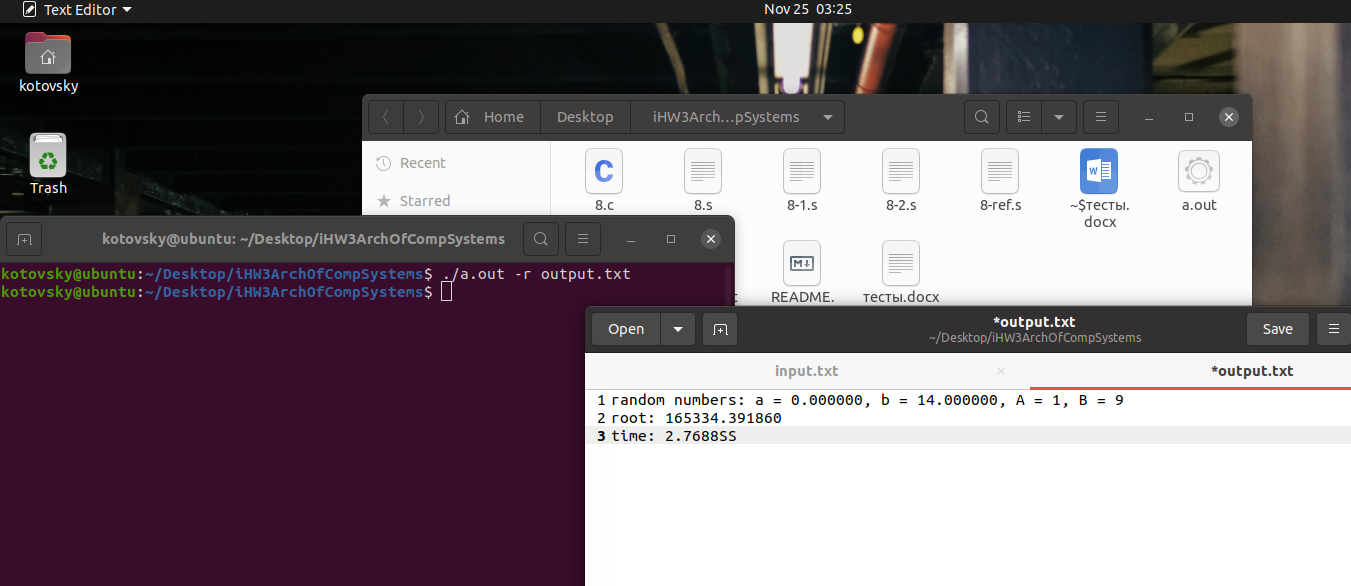 Text Editor
Nov 25 03:25
kotovsky
Trash
Home
Desktop
iHW3Arch...pSystems
Recent
Starred
8.c
8.s
8-1.s
8-2.s
8-ref.s
~$тесты.
docx
a.out
README.
тесты.docx
kotovsky@ubuntu: ~/Desktop/iHW3ArchOfCompSystems
kotovsky@ubuntu:~/Desktop/iHW3ArchOfCompSystems$ ./a.out -r output.txt
kotovsky@ubuntu:~/Desktop/iHW3ArchOfCompSystems$
Open
*output.txt
~/Desktop/iHW3ArchOfCompSystems
Save
input.txt
*output.txt
1 random numbers: a = 0.000000, b = 14.000000, A = 1, B = 9
2 root: 165334.391860
3 time: 2.7688SS